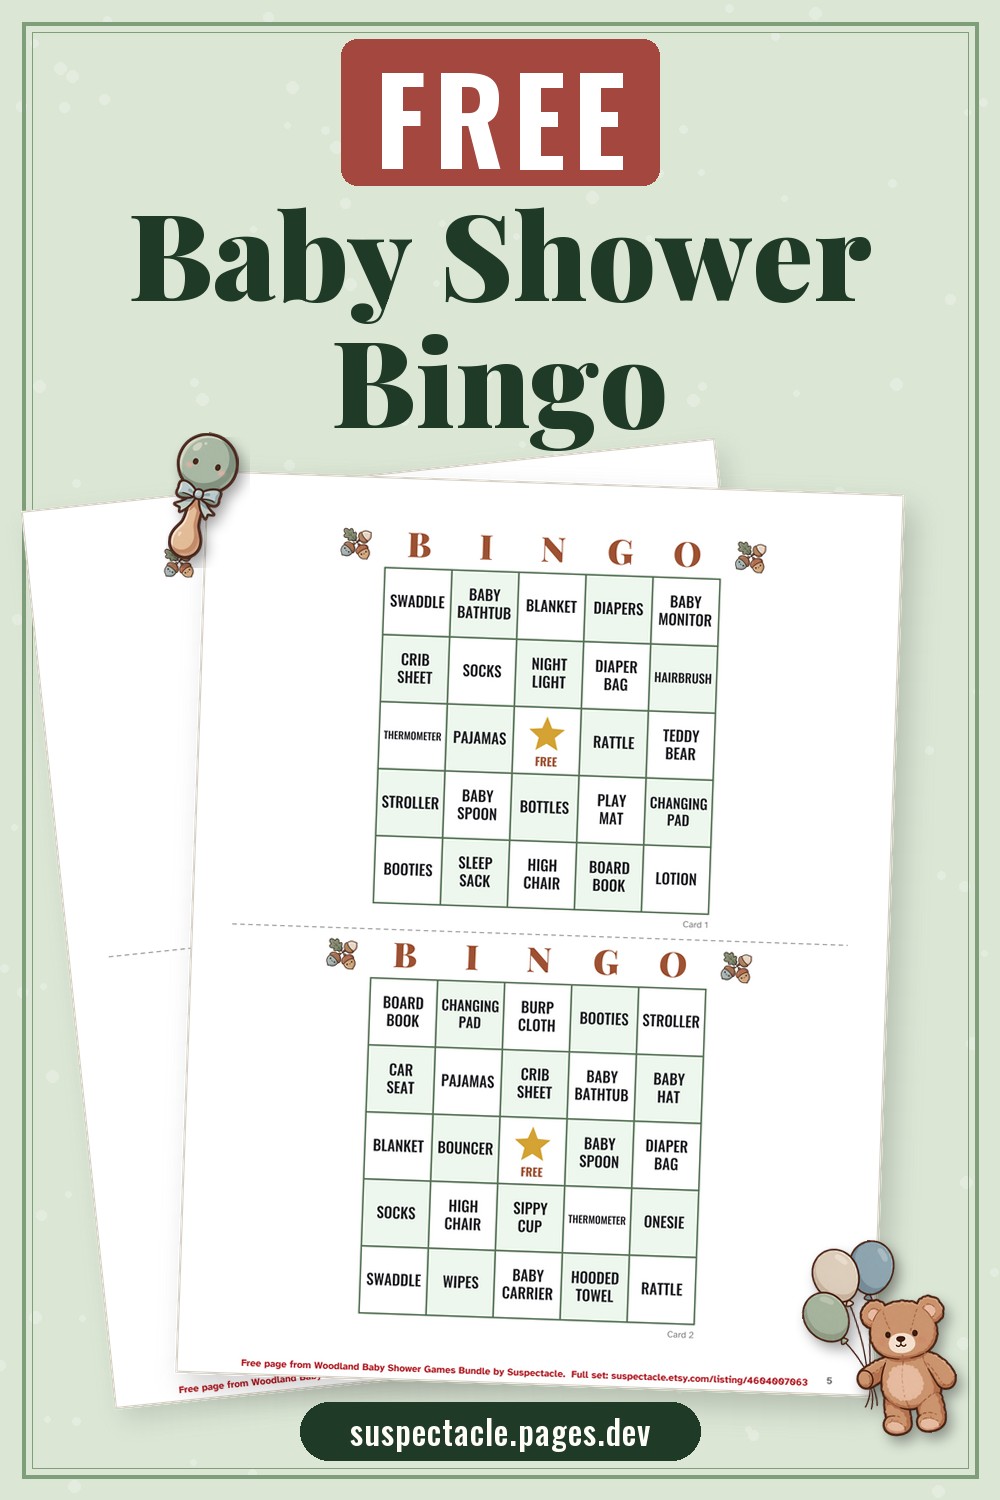 FREE
Baby Shower
Bingo
B I N G O
SWADDLE BABY BATHTUB BLANKET DIAPERS BABY MONITOR
CRIB SHEET SOCKS NIGHT LIGHT DIAPER BAG HAIRBRUSH
THERMOMETER PAJAMAS FREE RATTLE TEDDY BEAR
STROLLER BABY SPOON BOTTLES PLAY MAT CHANGING PAD
BOOTIES SLEEP SACK HIGH CHAIR BOARD BOOK LOTION
Card 1
B I N G O
BOARD BOOK CHANGING PAD BURP CLOTH BOOTIES STROLLER
CAR SEAT PAJAMAS CRIB SHEET BABY BATHTUB BABY HAT
BLANKET BOUNCER FREE BABY SPOON DIAPER BAG
SOCKS HIGH CHAIR SIPPY CUP THERMOMETER ONESIE
SWADDLE WIPES BABY CARRIER HOODED TOWEL RATTLE
Card 2
Free page from Woodland Baby Shower Games Bundle by Suspectacle. Full set: suspectacle.etsy.com/listing/4604007063 5
Free page from Woodland Baby
suspectacle.pages.dev